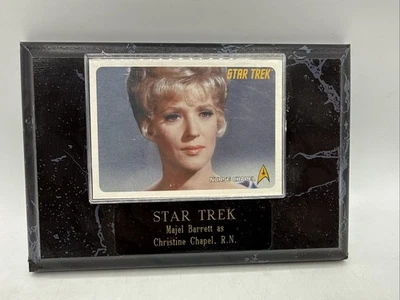 STAR TREK
NURSE CHAPEL
STAR TREK
Majel Barrett as
Christine Chapel, R.N.